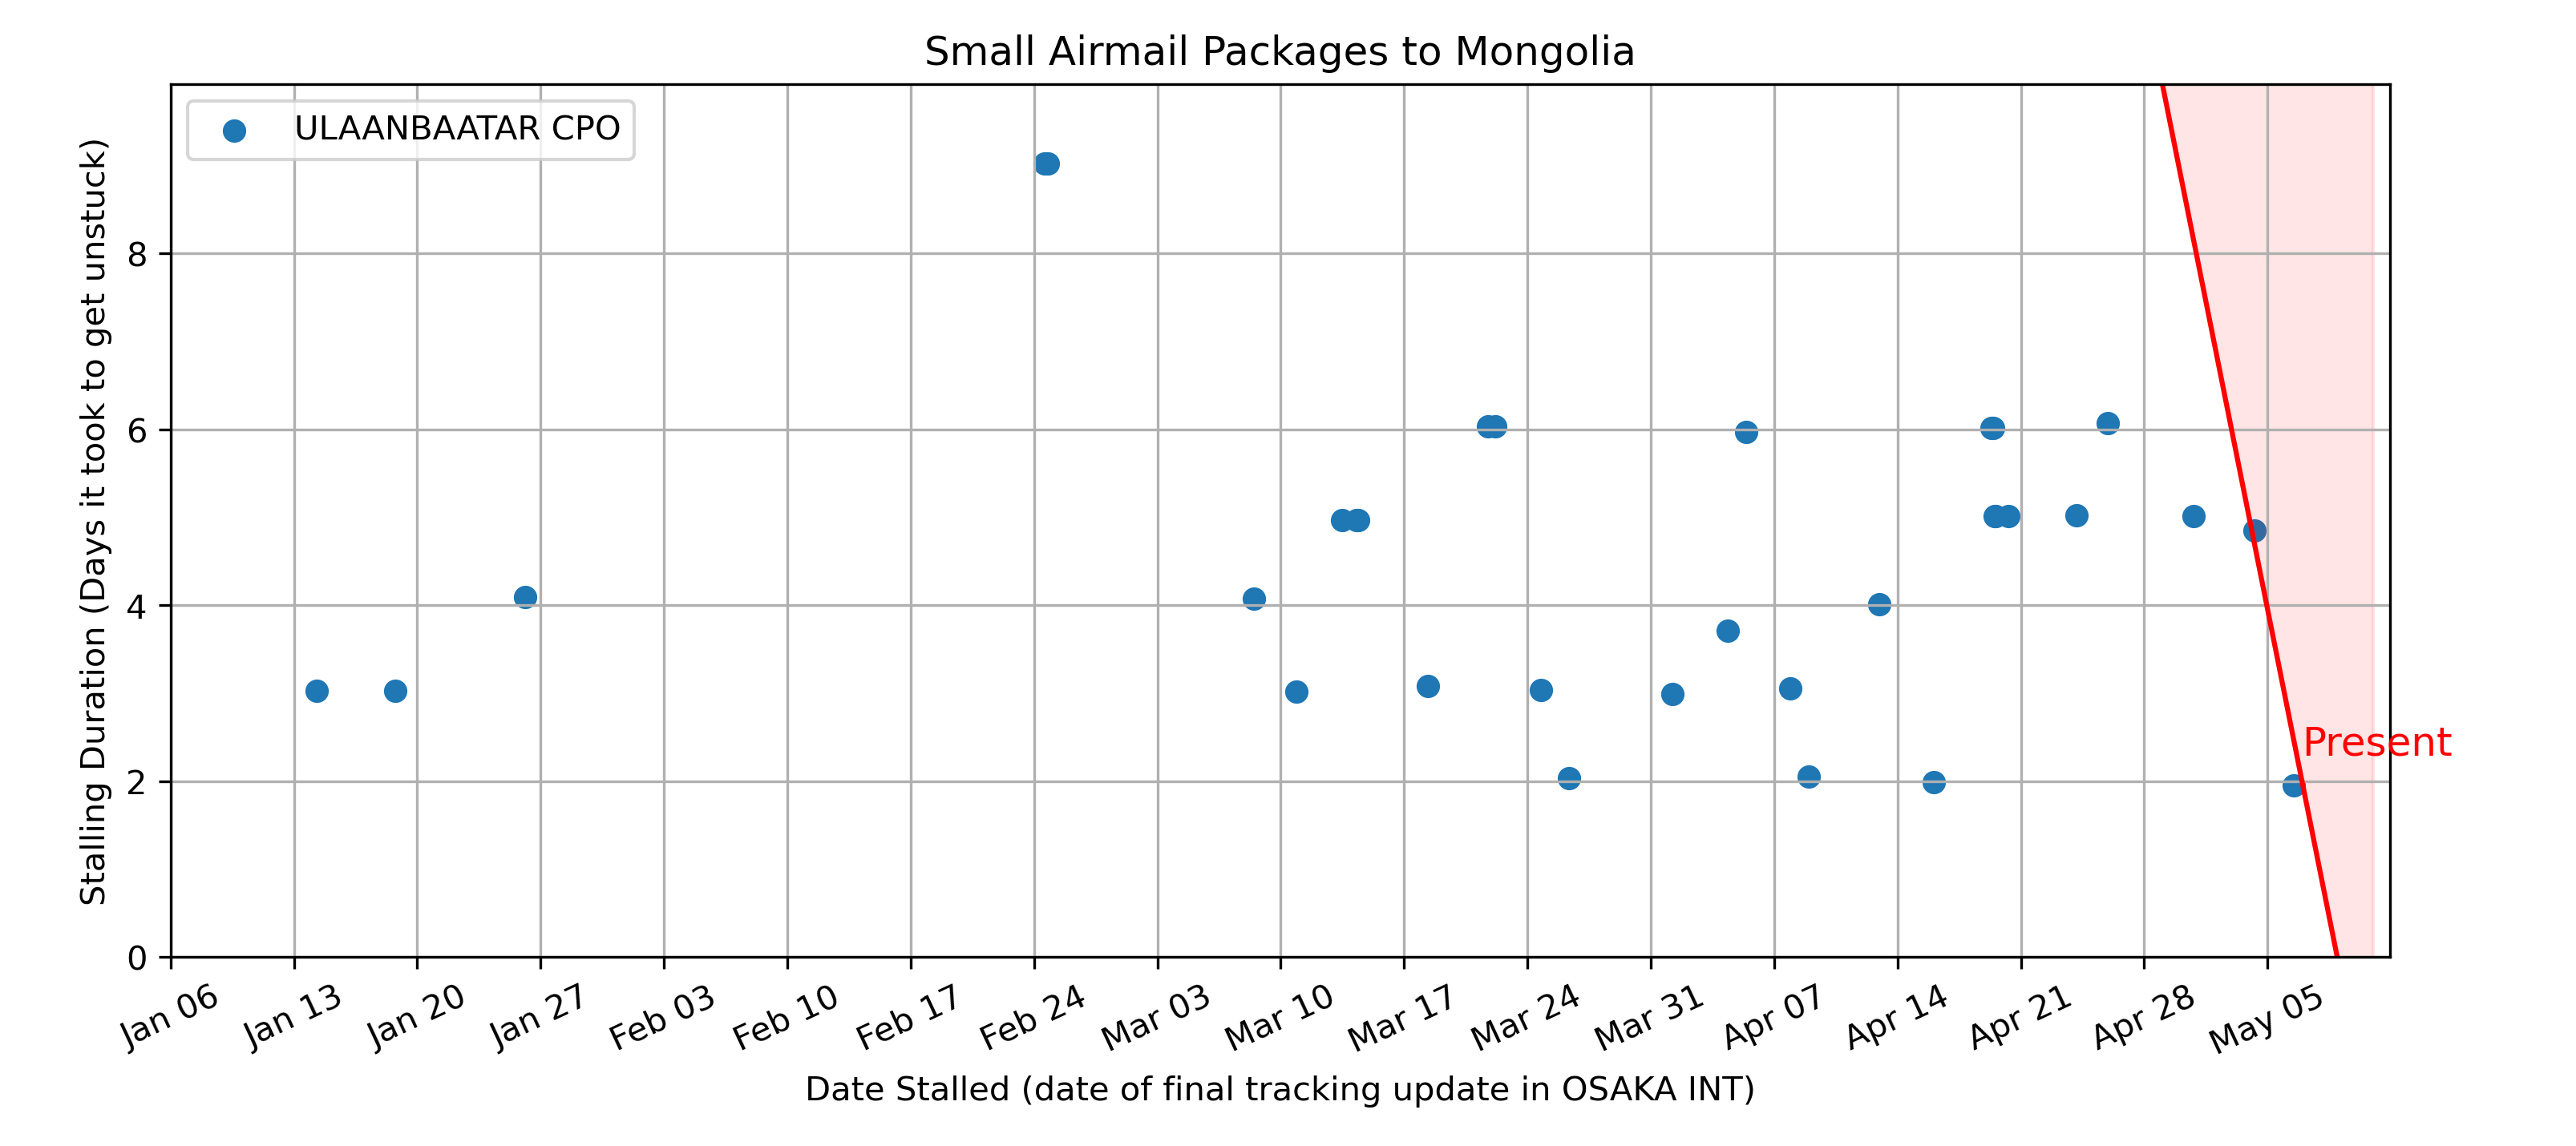 Small Airmail Packages to Mongolia
ULAANBAATAR CPO
Stalling Duration (Days it took to get unstuck)
8
6
4
2
0
Present
Jan 06
Jan 13
Jan 20
Jan 27
Feb 03
Feb 10
Feb 17
Feb 24
Mar 03
Mar 10
Mar 17
Mar 24
Mar 31
Apr 07
Apr 14
Apr 21
Apr 28
May 05
Date Stalled (date of final tracking update in OSAKA INT)